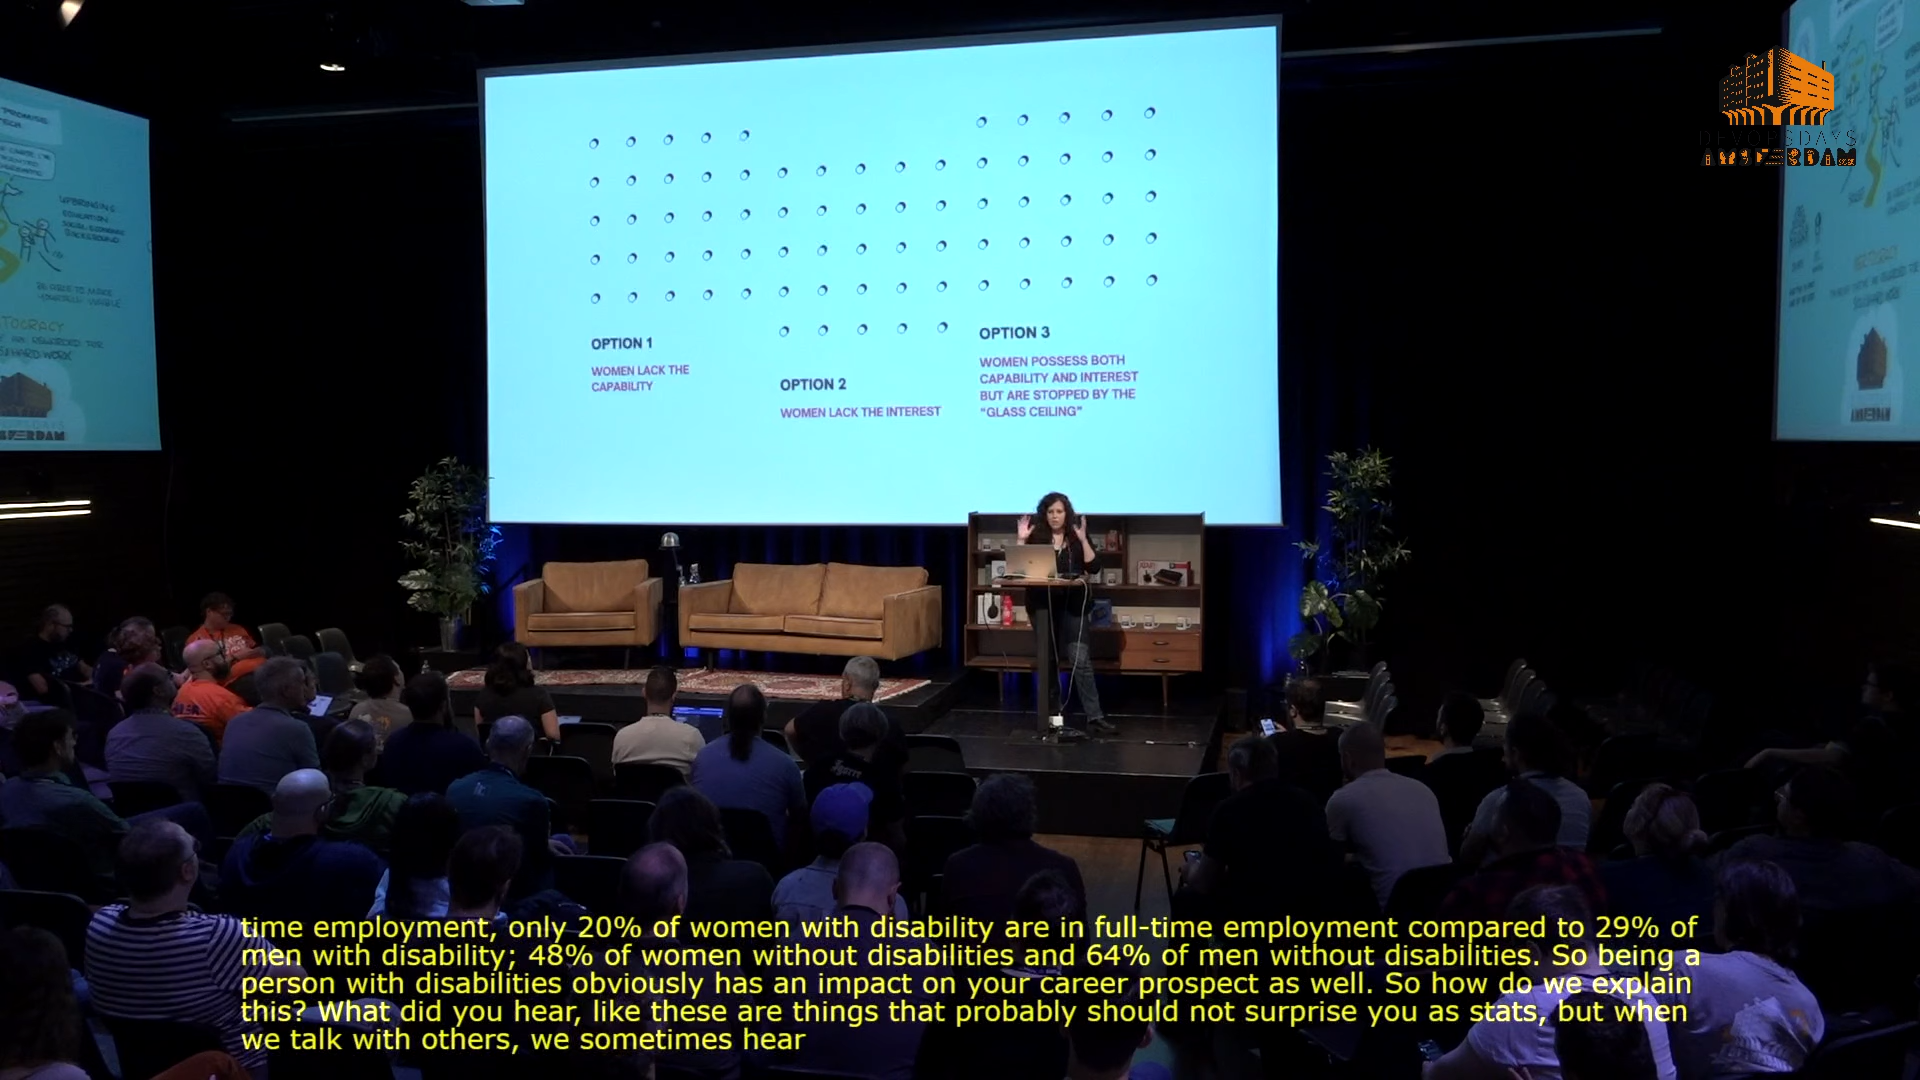 OPTION 1
WOMEN LACK THE
CAPABILITY
OPTION 2
WOMEN LACK THE INTEREST
OPTION 3
WOMEN POSSESS BOTH
CAPABILITY AND INTEREST
BUT ARE STOPPED BY THE
"GLASS CEILING"
DEVOPSDAYS
AMSTERDAM
UPBRINGING
EDUCATION
time employment, only 20% of women with disability are in full-time employment compared to 29% of
men with disability; 48% of women without disabilities and 64% of men without disabilities. So being a
person with disabilities obviously has an impact on your career prospect as well. So how do we explain
this? What did you hear, like these are things that probably should not surprise you as stats, but when
we talk with others, we sometimes hear